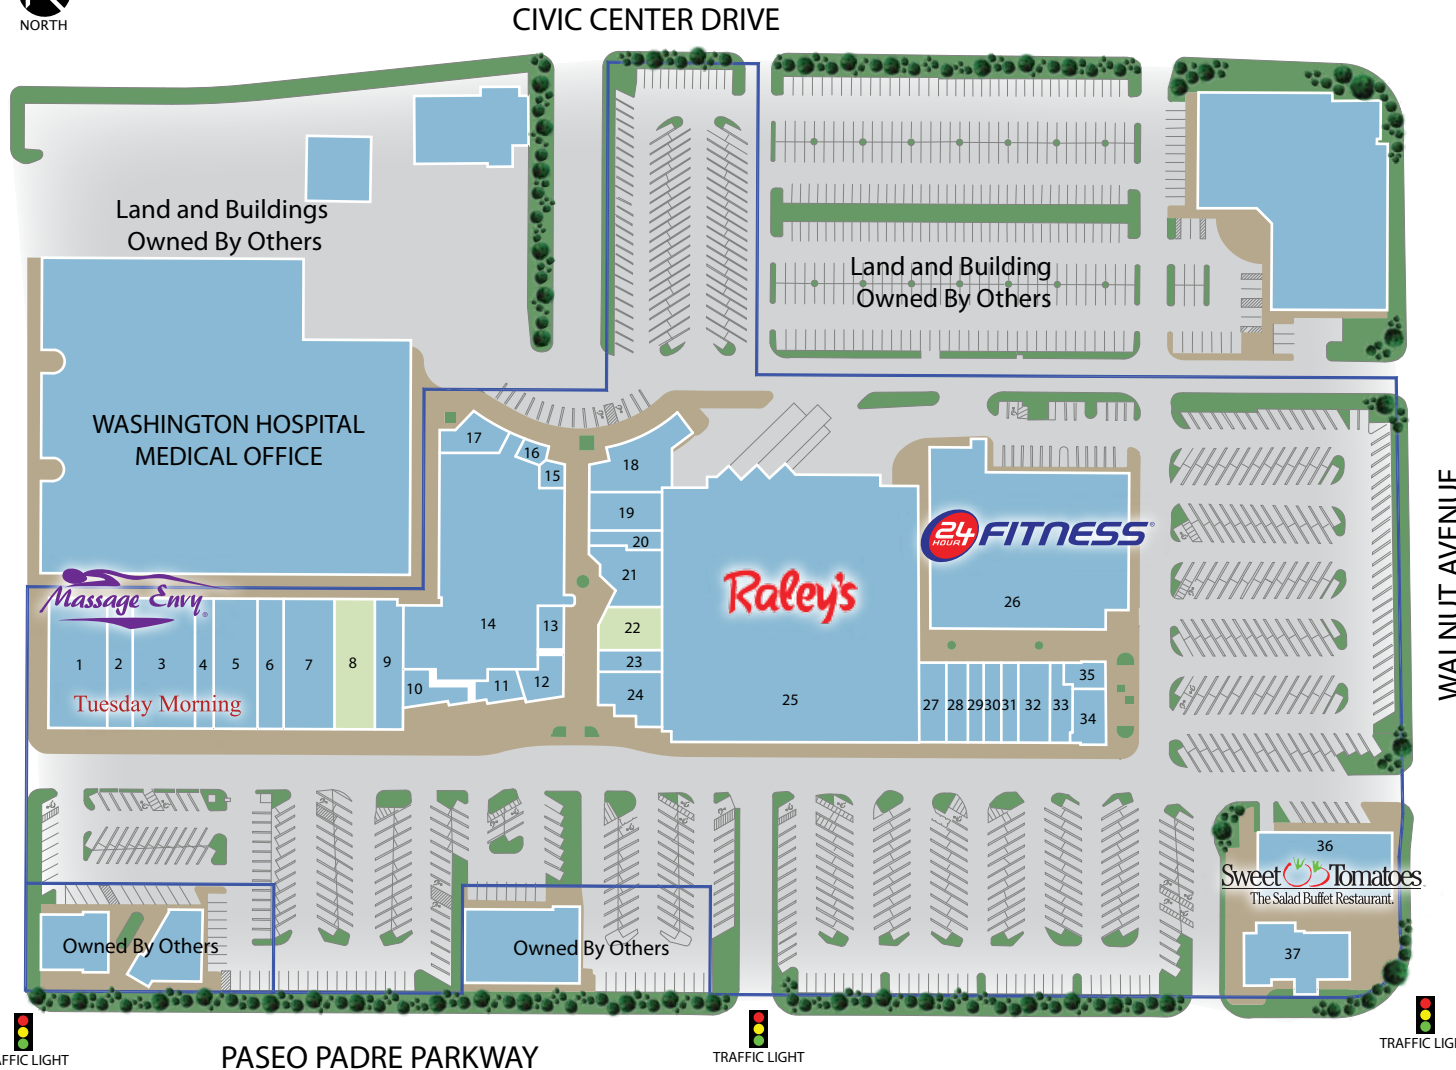 NORTH
CIVIC CENTER DRIVE
Land and Buildings
Owned By Others
Land and Building
Owned By Others
WASHINGTON HOSPITAL
MEDICAL OFFICE
17
16
15
18
19
20
21
22
23
24
24
HOUR
FITNESS®
26
Raley's
25
Massage Envy®
Tuesday Morning
1
2
3
4
5
6
7
8
9
10
11
12
13
14
27
28
29
30
31
32
33
34
35
WALNUT AVENUE
36
Sweet Tomatoes
The Salad Buffet Restaurant.
37
Owned By Others
Owned By Others
TRAFFIC LIGHT
PASEO PADRE PARKWAY
AFFIC LIGHT
TRAFFIC LIGH